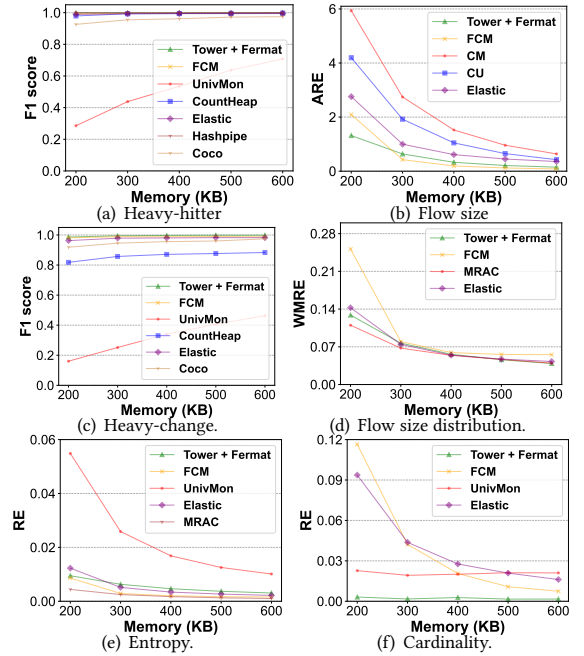 F1 score
1.0
0.8
0.6
0.4
0.2
0.0
Tower + Fermat
FCM
UnivMon
CountHeap
Elastic
Hashpipe
Coco
200 300 400 500 600
Memory (KB)
(a) Heavy-hitter
ARE
6
4
2
0
Tower + Fermat
FCM
CM
CU
Elastic
200 300 400 500 600
Memory (KB)
(b) Flow size
F1 score
1.0
0.8
0.6
0.4
0.2
0.0
Tower + Fermat
FCM
UnivMon
CountHeap
Elastic
Coco
200 300 400 500 600
Memory (KB)
(c) Heavy-change.
WMRE
0.28
0.21
0.14
0.07
0.00
Tower + Fermat
FCM
MRAC
Elastic
200 300 400 500 600
Memory (KB)
(d) Flow size distribution.
RE
0.06
0.04
0.02
0.00
Tower + Fermat
FCM
UnivMon
Elastic
MRAC
200 300 400 500 600
Memory (KB)
(e) Entropy.
RE
0.12
0.09
0.06
0.03
0.00
Tower + Fermat
FCM
UnivMon
Elastic
200 300 400 500 600
Memory (KB)
(f) Cardinality.